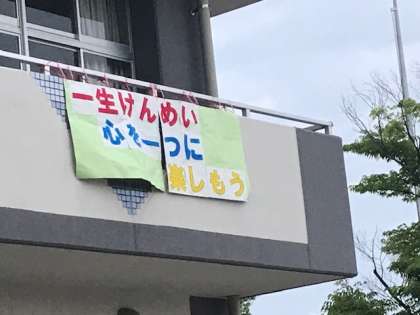 一生けんめい
心を一つに
楽しもう